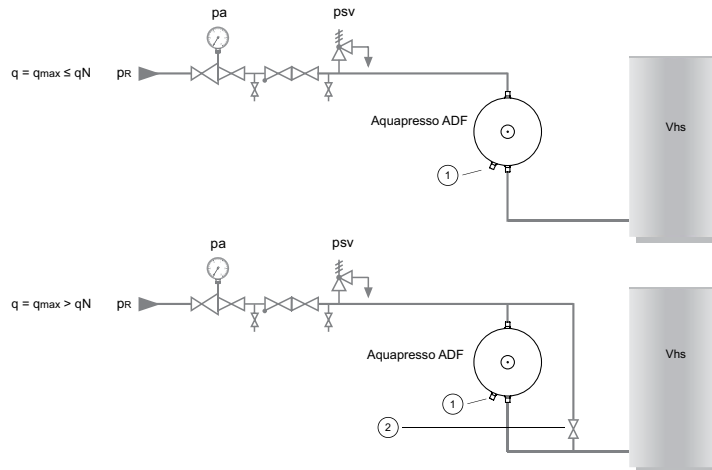 pa psv
q = qmax ≤ qN pR
Aquapresso ADF
Vhs
1
pa psv
q = qmax > qN pR
Aquapresso ADF
Vhs
1
2